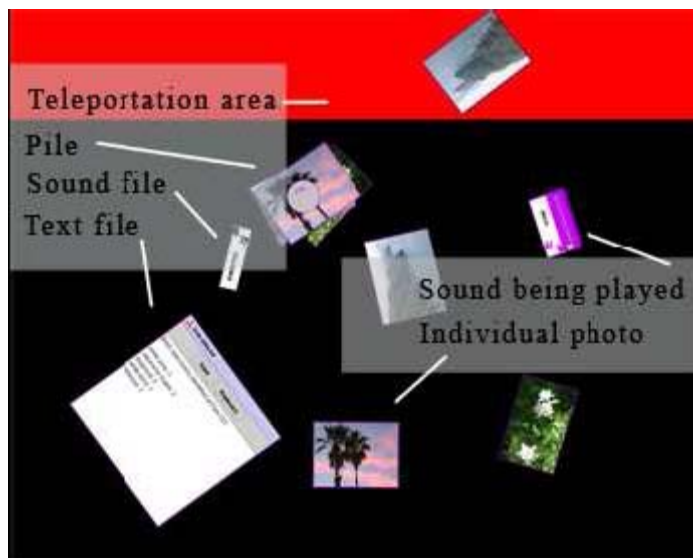 Teleportation area
Pile
Sound file
Text file
Sound being played
Individual photo